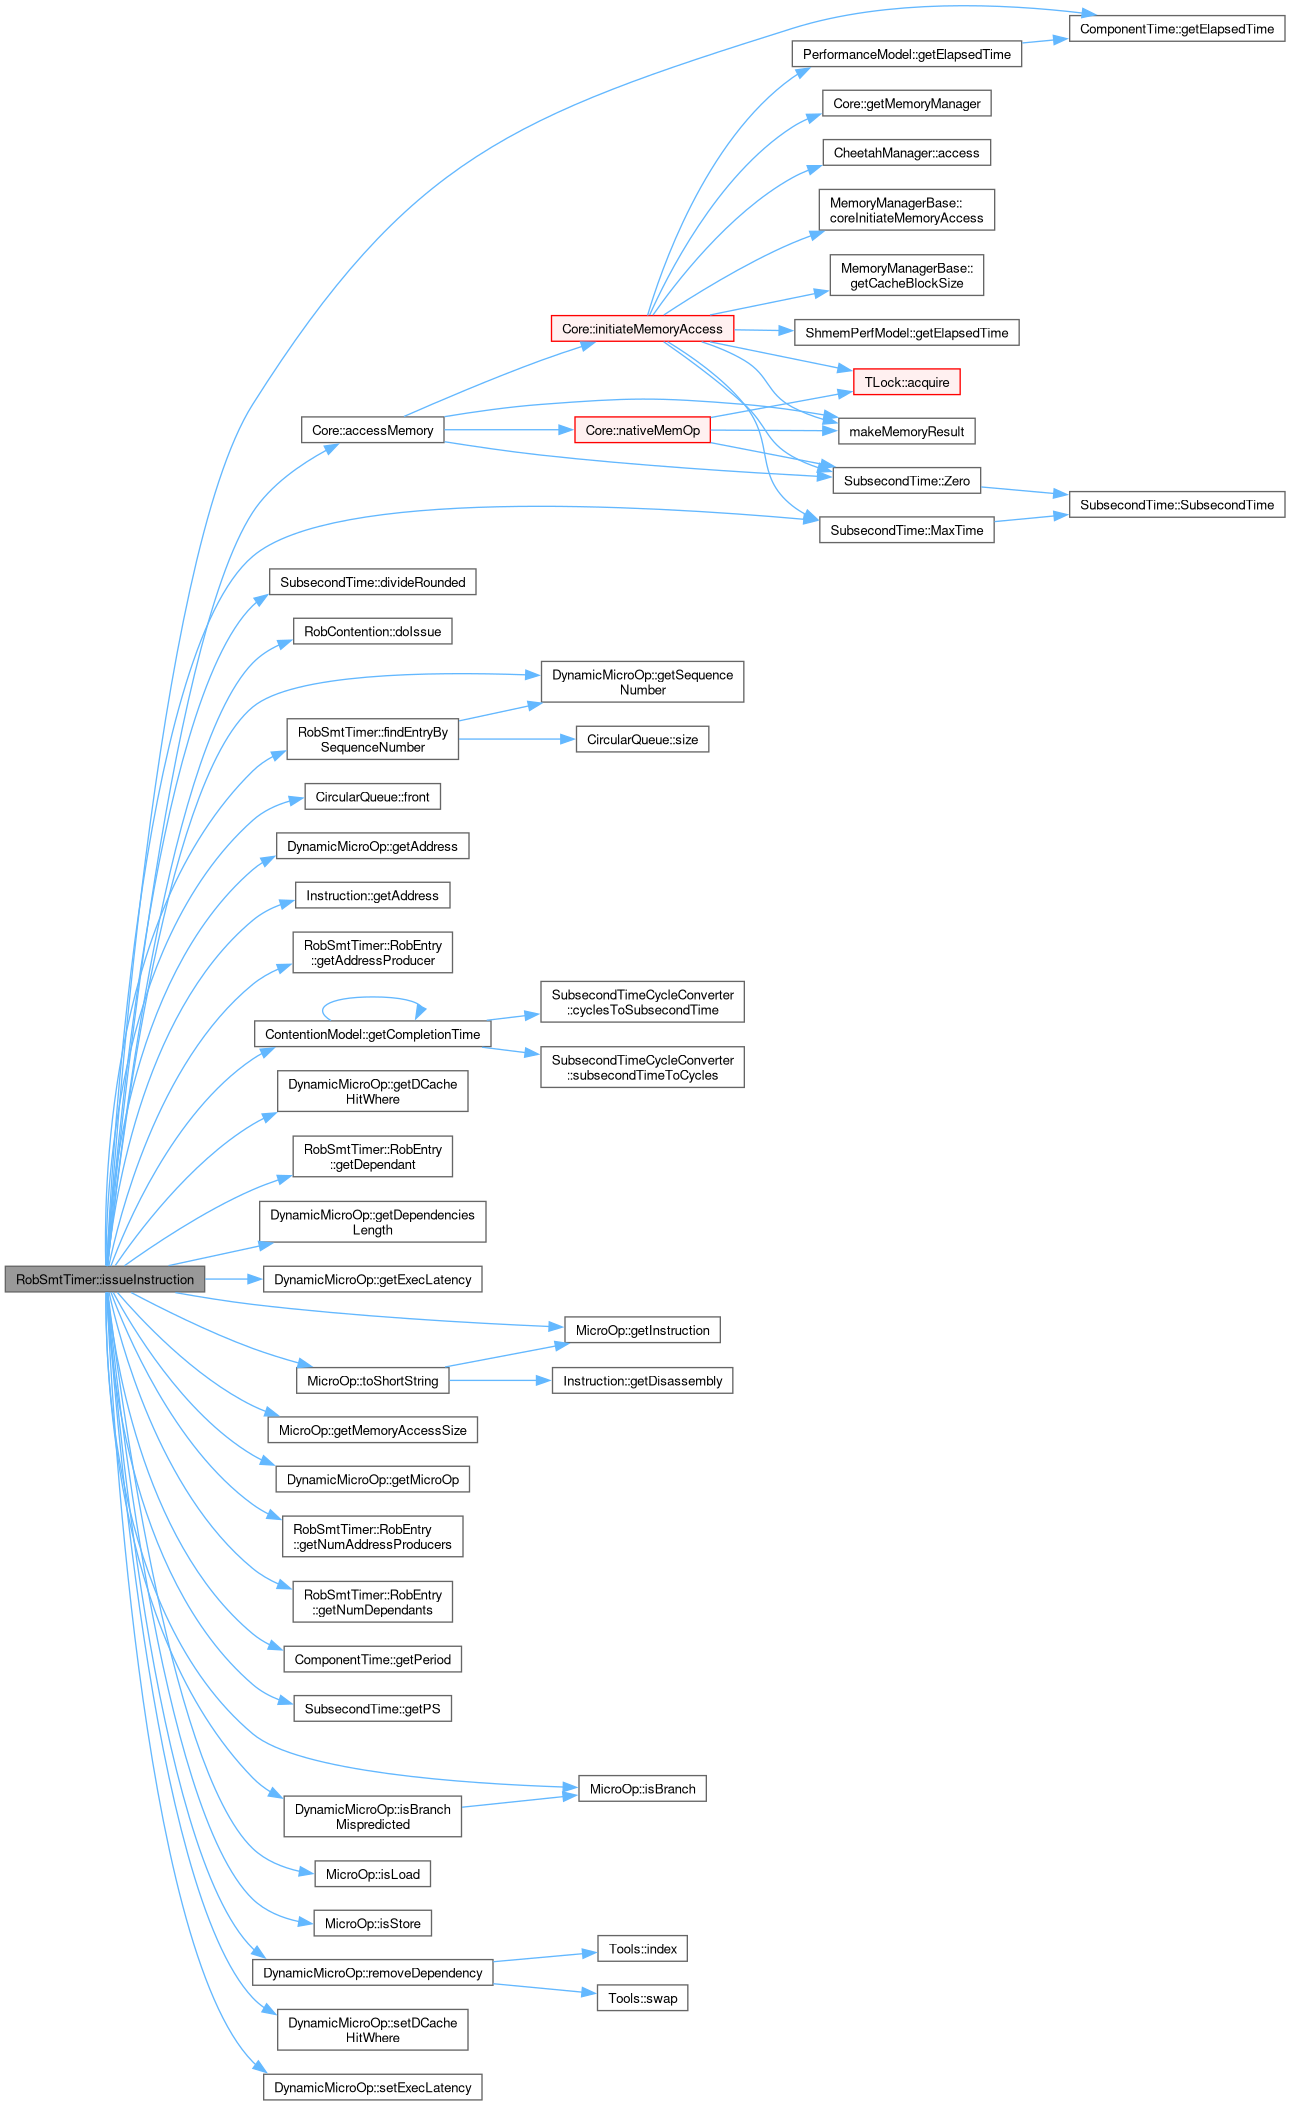 ComponentTime::getElapsedTime
PerformanceModel::getElapsedTime
Core::getMemoryManager
CheetahManager::access
MemoryManagerBase::
coreInitiateMemoryAccess
MemoryManagerBase::
getCacheBlockSize
Core::initiateMemoryAccess
ShmemPerfModel::getElapsedTime
TLock::acquire
Core::accessMemory
Core::nativeMemOp
makeMemoryResult
SubsecondTime::Zero
SubsecondTime::SubsecondTime
SubsecondTime::MaxTime
SubsecondTime::divideRounded
RobContention::doIssue
DynamicMicroOp::getSequence
Number
RobSmtTimer::findEntryBy
SequenceNumber
CircularQueue::size
CircularQueue::front
DynamicMicroOp::getAddress
Instruction::getAddress
RobSmtTimer::RobEntry
::getAddressProducer
SubsecondTimeCycleConverter
::cyclesToSubsecondTime
ContentionModel::getCompletionTime
SubsecondTimeCycleConverter
::subsecondTimeToCycles
DynamicMicroOp::getDCache
HitWhere
RobSmtTimer::RobEntry
::getDependant
DynamicMicroOp::getDependencies
Length
RobSmtTimer::issueInstruction
DynamicMicroOp::getExecLatency
MicroOp::getInstruction
MicroOp::toShortString
Instruction::getDisassembly
MicroOp::getMemoryAccessSize
DynamicMicroOp::getMicroOp
RobSmtTimer::RobEntry
::getNumAddressProducers
RobSmtTimer::RobEntry
::getNumDependants
ComponentTime::getPeriod
SubsecondTime::getPS
MicroOp::isBranch
DynamicMicroOp::isBranch
Mispredicted
MicroOp::isLoad
MicroOp::isStore
Tools::index
DynamicMicroOp::removeDependency
Tools::swap
DynamicMicroOp::setDCache
HitWhere
DynamicMicroOp::setExecLatency